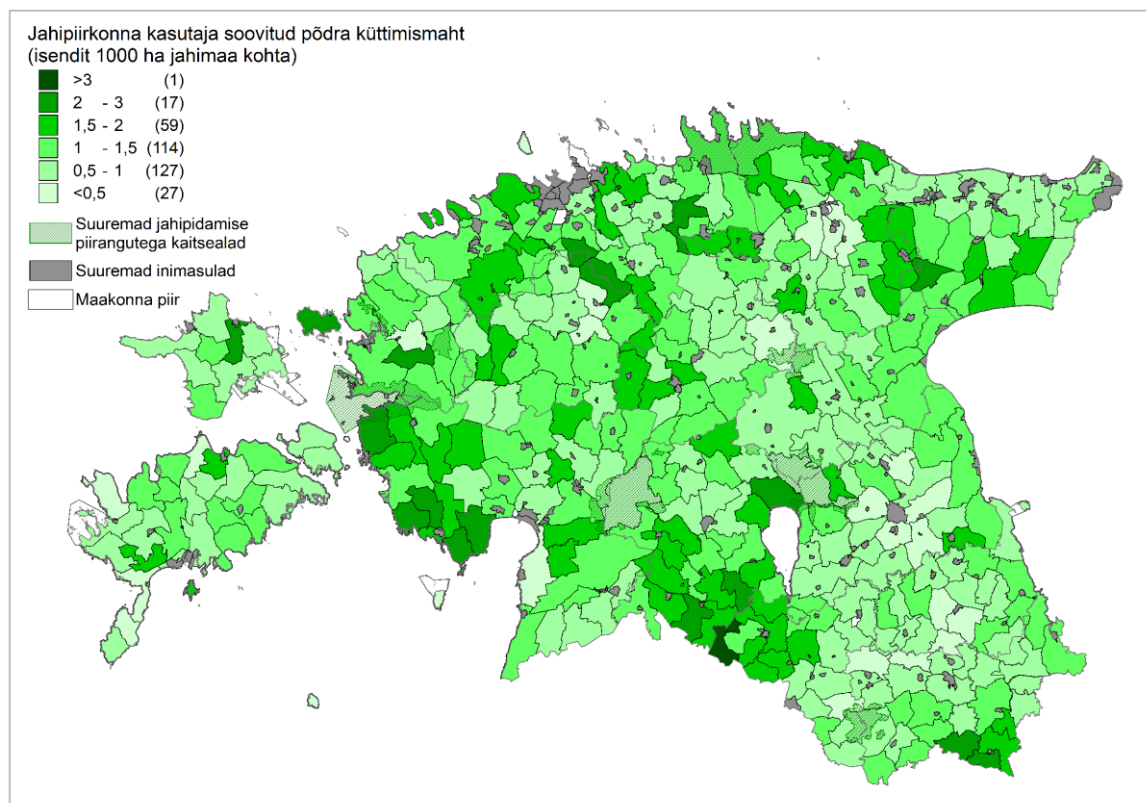 Jahipiirkonna kasutaja soovitud põdra küttimismaht
(isendit 1000 ha jahimaa kohta)
>3 (1)
2 - 3 (17)
1,5 - 2 (59)
1 - 1,5 (114)
0,5 - 1 (127)
<0,5 (27)
Suuremad jahipidamise
piirangutega kaitsealad
Suuremad inimasulad
Maakonna piir